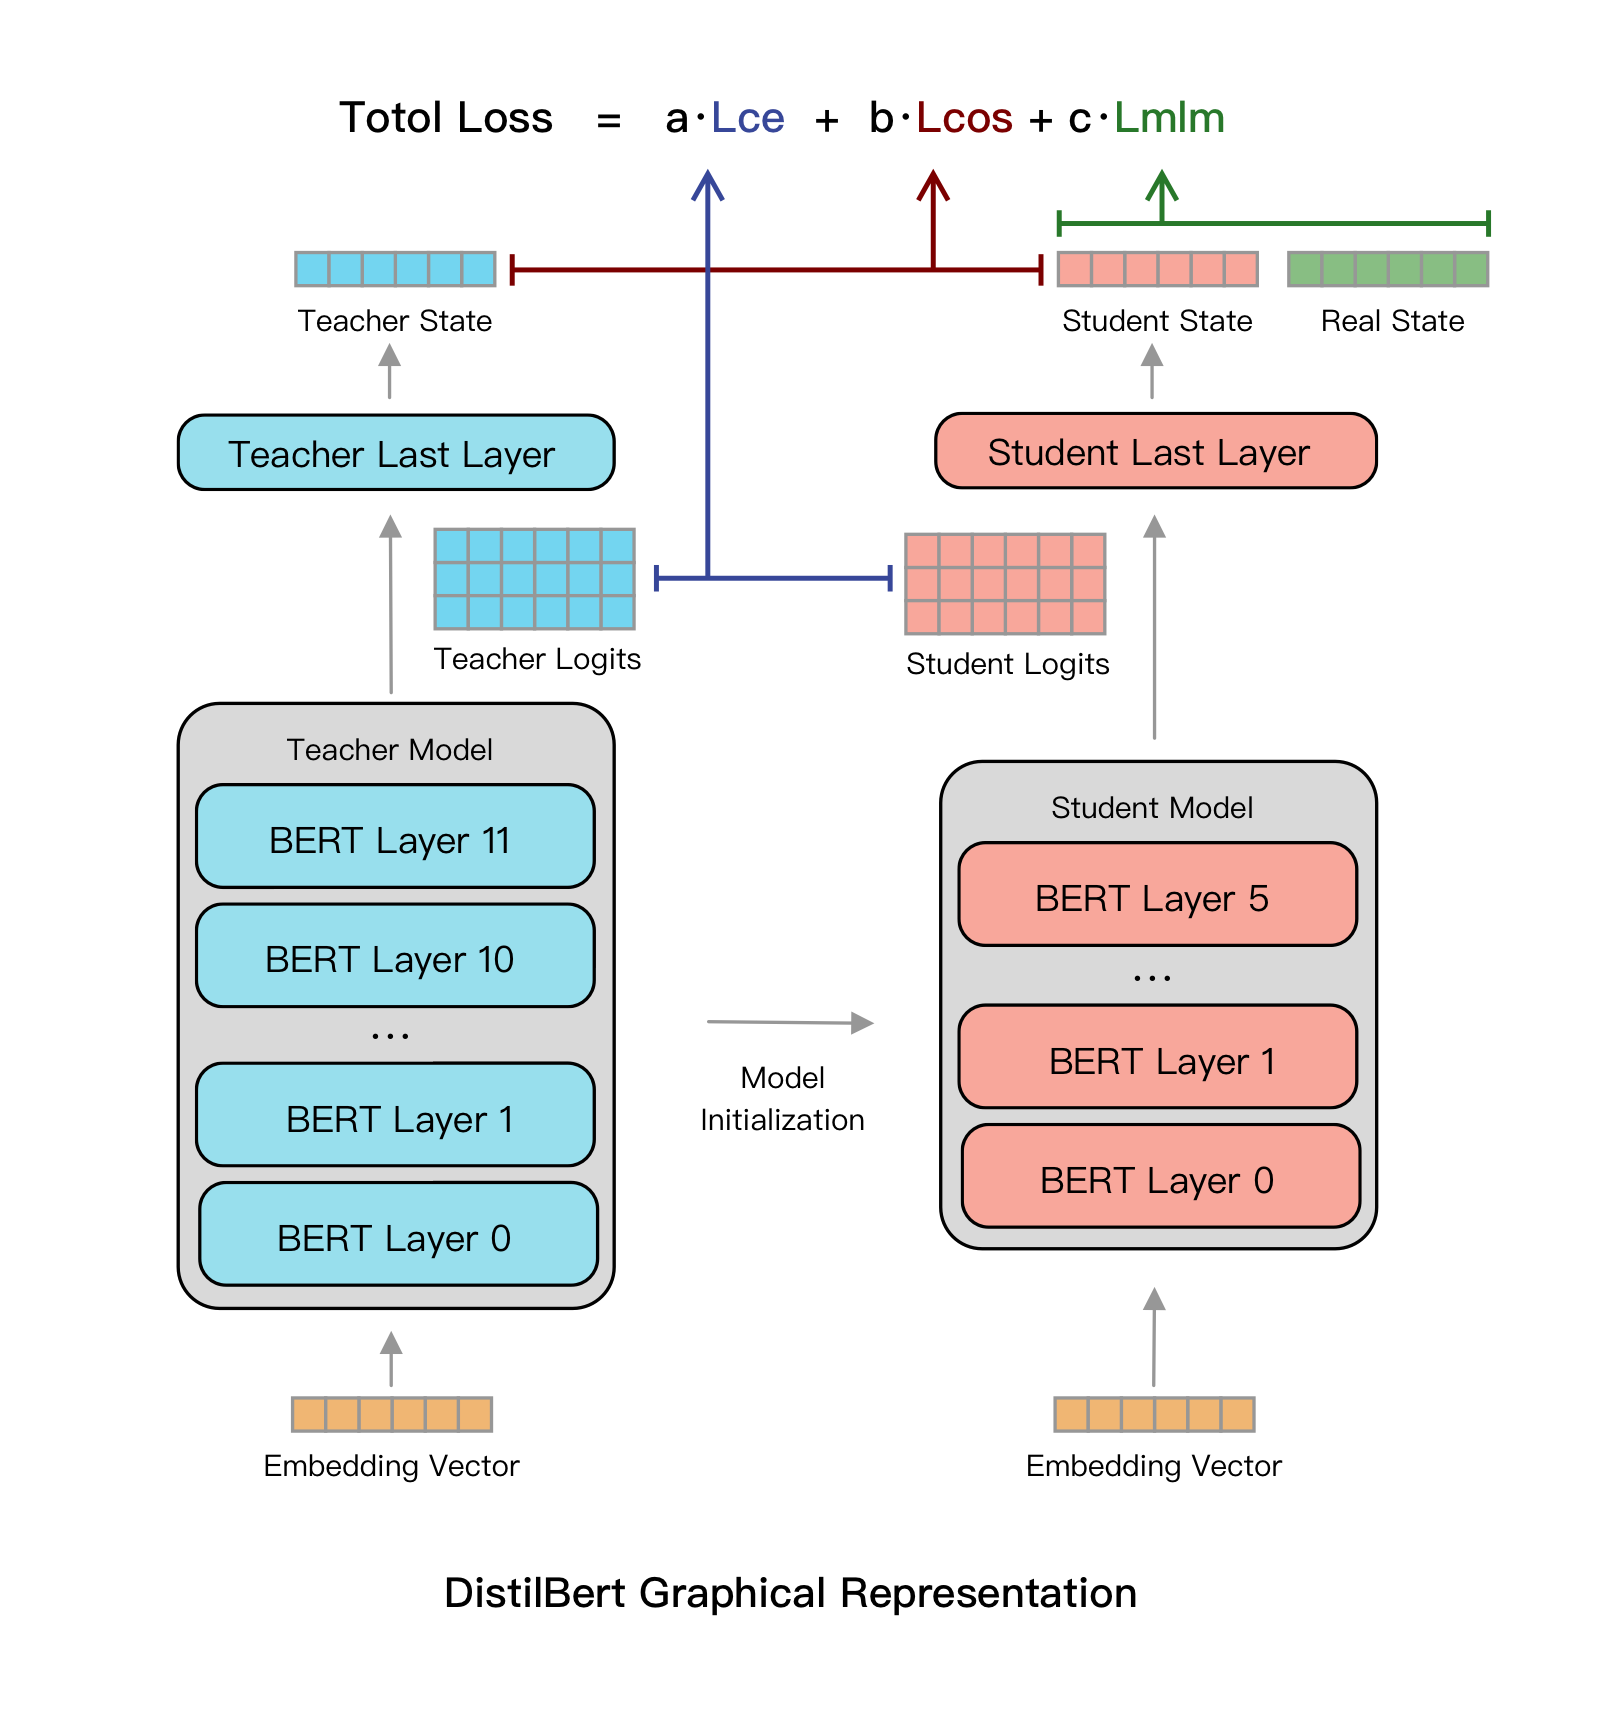 Totol Loss = a·Lce + b·Lcos + c·Lmlm
Teacher State
Student State
Real State
Teacher Last Layer
Student Last Layer
Teacher Logits
Student Logits
Teacher Model
BERT Layer 11
BERT Layer 10
...
BERT Layer 1
BERT Layer 0
Model
Initialization
Student Model
BERT Layer 5
...
BERT Layer 1
BERT Layer 0
Embedding Vector
Embedding Vector
DistilBert Graphical Representation